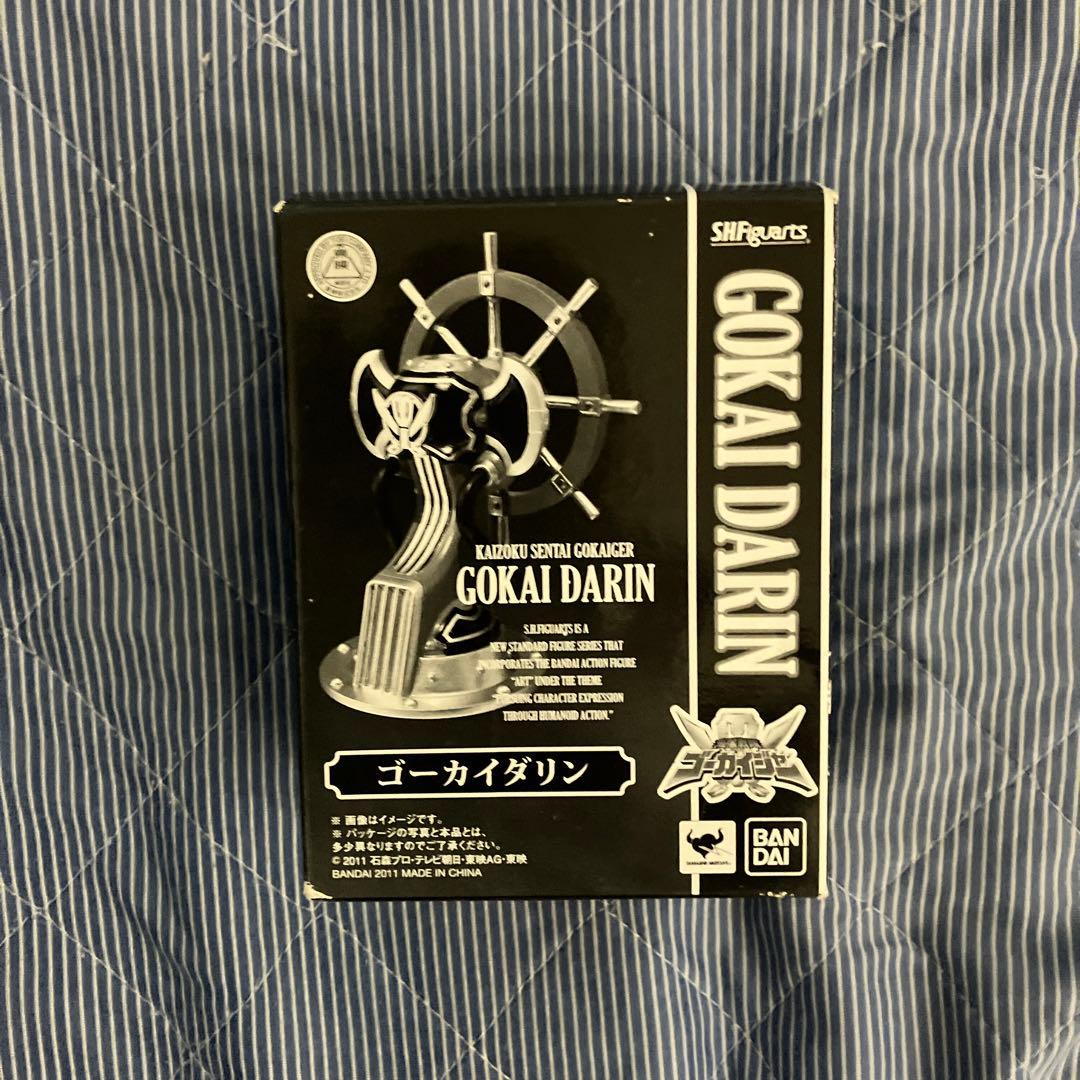 S.H.Figuarts
GOKAI DARIN
KAIZOKU SENTAI GOKAIGER
GOKAI DARIN
S.H.FIGUARTS IS A
NEW STANDARD FIGURE SERIES THAT
INCORPORATES THE BANDAI ACTION FIGURE
"ART" UNDER THE THEME
"PURSUING CHARACTER EXPRESSION
THROUGH HUMANOID ACTION."
ゴーカイダリン
ゴーカイジャー
※ 画像はイメージです。
※ パッケージの写真と本品とは、
多少異なりますのでご了承ください。
© 2011 石森プロ・テレビ朝日・東映AG・東映
BANDAI 2011 MADE IN CHINA
BAN
DAI